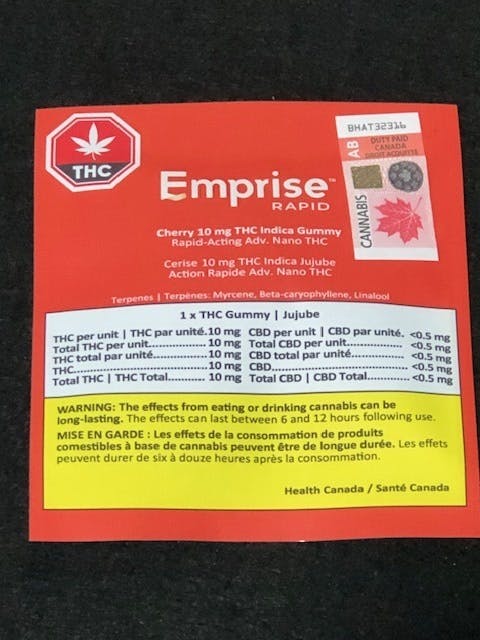 BHAT32316
AB
DUTY PAID
CANADA
DROIT ACQUITTÉ
CANNABIS
THC
Emprise™
RAPID
Cherry 10 mg THC Indica Gummy
Rapid-Acting Adv. Nano THC
Cerise 10 mg THC Indica Jujube
Action Rapide Adv. Nano THC
Terpenes | Terpènes: Myrcene, Beta-caryophyllene, Linalool
1 x THC Gummy | Jujube
THC per unit | THC par unité. 10 mg CBD per unit | CBD par unité. <0.5 mg
Total THC per unit............... 10 mg Total CBD per unit............... <0.5 mg
THC total par unité.............. 10 mg CBD total par unité.............. <0.5 mg
THC.................................... 10 mg CBD.................................... <0.5 mg
Total THC | THC Total.......... 10 mg Total CBD | CBD Total.......... <0.5 mg
WARNING: The effects from eating or drinking cannabis can be
long-lasting. The effects can last between 6 and 12 hours following use.
MISE EN GARDE : Les effets de la consommation de produits
comestibles à base de cannabis peuvent être de longue durée. Les effets
peuvent durer de six à douze heures après la consommation.
Health Canada / Santé Canada